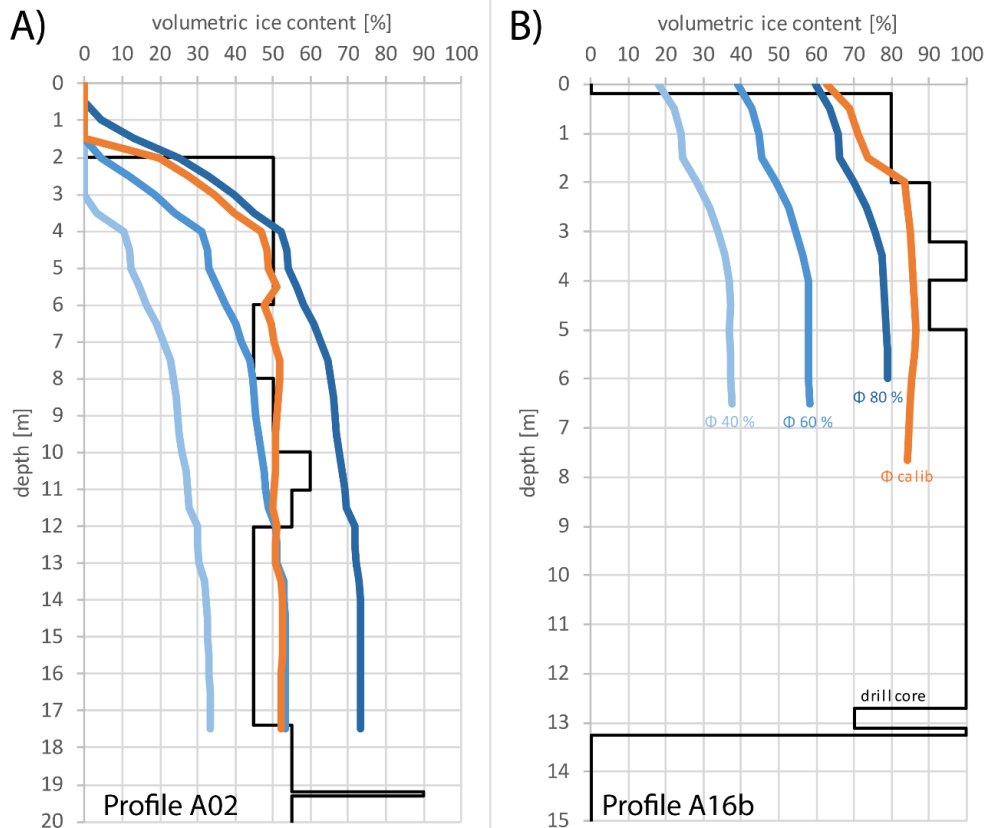 A)
volumetric ice content [%]
0 10 20 30 40 50 60 70 80 90 100
0
1
2
3
4
5
6
7
8
9
10
11
12
13
14
15
16
17
18
19
20
depth [m]
Profile A02
B)
volumetric ice content [%]
0 10 20 30 40 50 60 70 80 90 100
0
1
2
3
4
5
6
7
8
9
10
11
12
13
14
15
depth [m]
Φ 80 %
Φ 40 %
Φ 60 %
Φ calib
drill core
Profile A16b